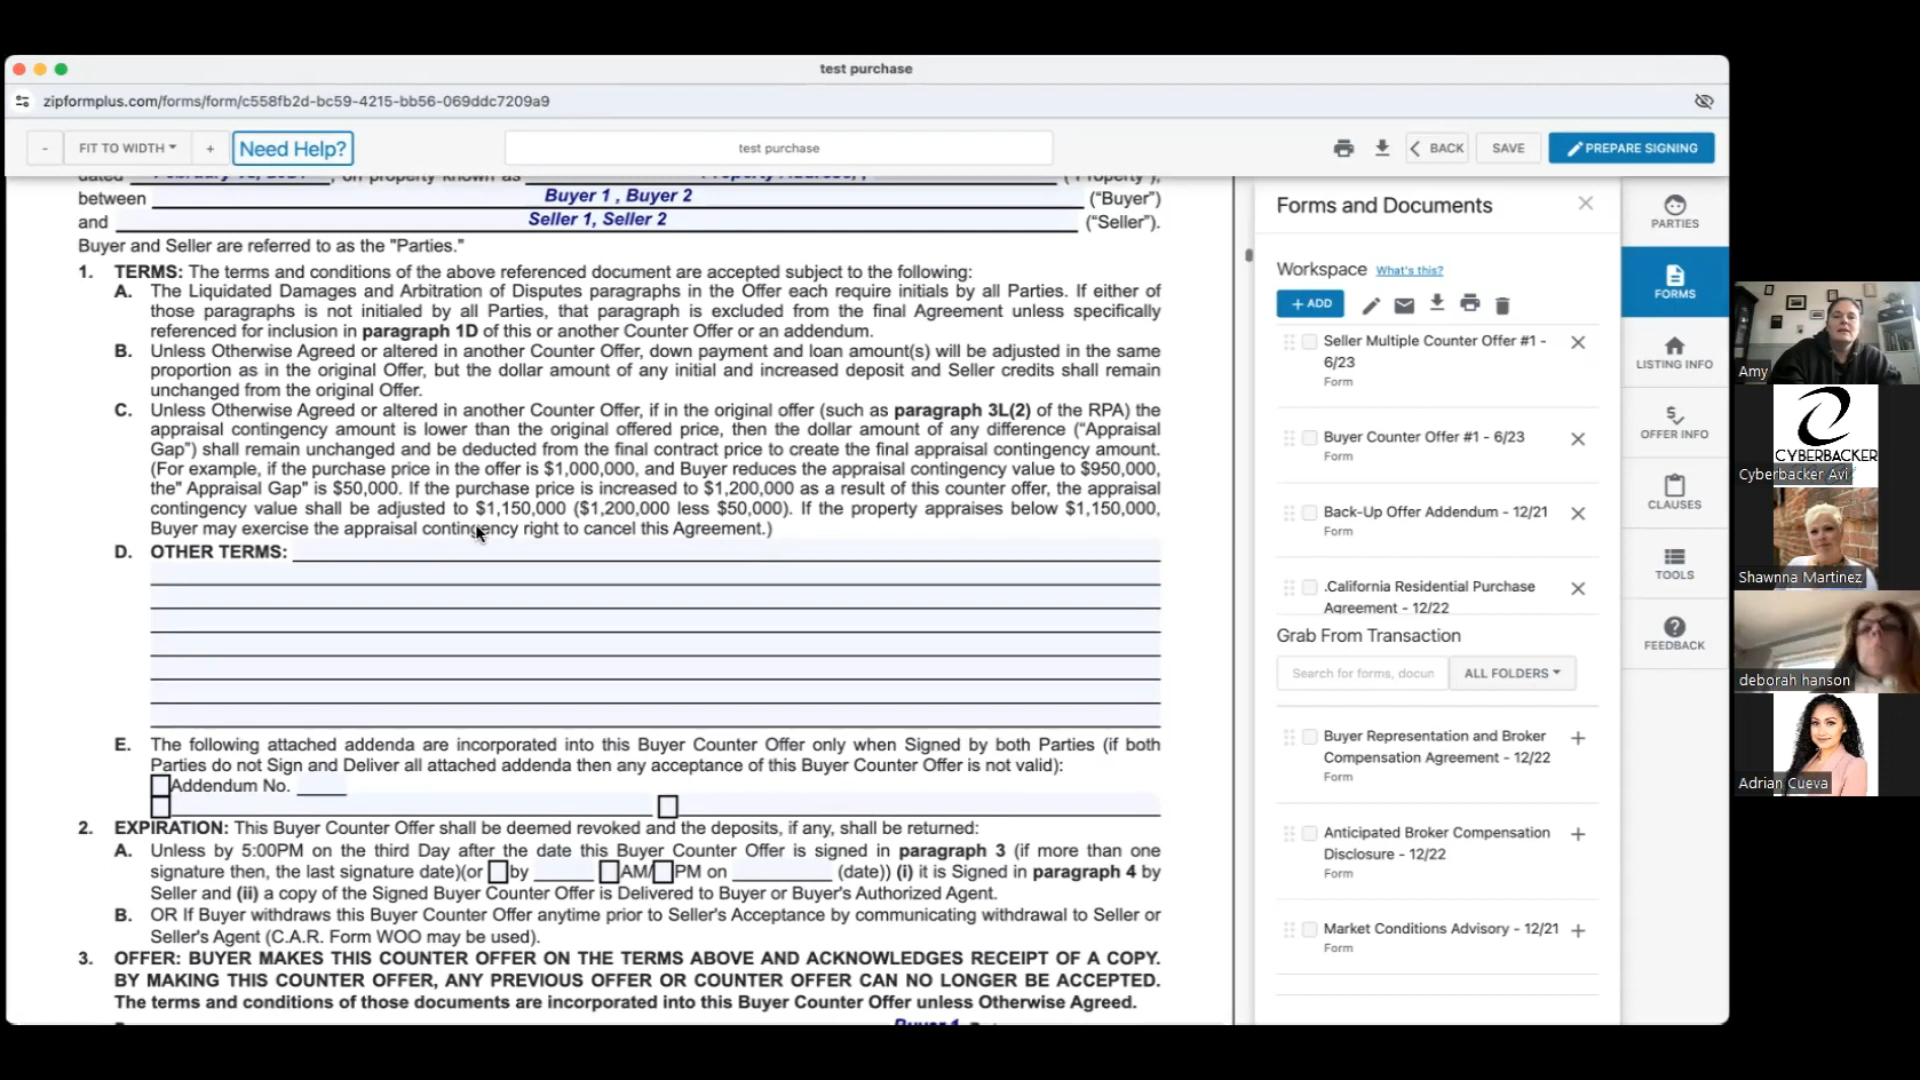 test purchase
zipformplus.com/forms/form/c558fb2d-bc59-4215-bb56-069ddc7209a9
- FIT TO WIDTH + Need Help? test purchase BACK SAVE PREPARE SIGNING
dated , on property known as ("Property"),
between Buyer 1 , Buyer 2 ("Buyer")
and Seller 1, Seller 2 ("Seller").
Buyer and Seller are referred to as the "Parties."
1. TERMS: The terms and conditions of the above referenced document are accepted subject to the following:
A. The Liquidated Damages and Arbitration of Disputes paragraphs in the Offer each require initials by all Parties. If either of
those paragraphs is not initialed by all Parties, that paragraph is excluded from the final Agreement unless specifically
referenced for inclusion in paragraph 1D of this or another Counter Offer or an addendum.
B. Unless Otherwise Agreed or altered in another Counter Offer, down payment and loan amount(s) will be adjusted in the same
proportion as in the original Offer, but the dollar amount of any initial and increased deposit and Seller credits shall remain
unchanged from the original Offer.
C. Unless Otherwise Agreed or altered in another Counter Offer, if in the original offer (such as paragraph 3L(2) of the RPA) the
appraisal contingency amount is lower than the original offered price, then the dollar amount of any difference ("Appraisal
Gap") shall remain unchanged and be deducted from the final contract price to create the final appraisal contingency amount.
(For example, if the purchase price in the offer is $1,000,000, and Buyer reduces the appraisal contingency value to $950,000,
the" Appraisal Gap" is $50,000. If the purchase price is increased to $1,200,000 as a result of this counter offer, the appraisal
contingency value shall be adjusted to $1,150,000 ($1,200,000 less $50,000). If the property appraises below $1,150,000,
Buyer may exercise the appraisal contingency right to cancel this Agreement.)
D. OTHER TERMS:
E. The following attached addenda are incorporated into this Buyer Counter Offer only when Signed by both Parties (if both
Parties do not Sign and Deliver all attached addenda then any acceptance of this Buyer Counter Offer is not valid):
Addendum No.
2. EXPIRATION: This Buyer Counter Offer shall be deemed revoked and the deposits, if any, shall be returned:
A. Unless by 5:00PM on the third Day after the date this Buyer Counter Offer is signed in paragraph 3 (if more than one
signature then, the last signature date)(or by AM/ PM on (date)) (i) it is Signed in paragraph 4 by
Seller and (ii) a copy of the Signed Buyer Counter Offer is Delivered to Buyer or Buyer's Authorized Agent.
B. OR If Buyer withdraws this Buyer Counter Offer anytime prior to Seller's Acceptance by communicating withdrawal to Seller or
Seller's Agent (C.A.R. Form WOO may be used).
3. OFFER: BUYER MAKES THIS COUNTER OFFER ON THE TERMS ABOVE AND ACKNOWLEDGES RECEIPT OF A COPY.
BY MAKING THIS COUNTER OFFER, ANY PREVIOUS OFFER OR COUNTER OFFER CAN NO LONGER BE ACCEPTED.
The terms and conditions of those documents are incorporated into this Buyer Counter Offer unless Otherwise Agreed.
Buyer 1
Forms and Documents
Workspace What's this?
+ ADD
Seller Multiple Counter Offer #1 -
6/23
Form
Buyer Counter Offer #1 - 6/23
Form
Back-Up Offer Addendum - 12/21
Form
.California Residential Purchase
Agreement - 12/22
Grab From Transaction
Search for forms, docun ALL FOLDERS
Buyer Representation and Broker
Compensation Agreement - 12/22
Form
Anticipated Broker Compensation
Disclosure - 12/22
Form
Market Conditions Advisory - 12/21
Form
PARTIES
FORMS
LISTING INFO
OFFER INFO
CLAUSES
TOOLS
FEEDBACK
Amy
CYBERBACKER
Cyberbacker Avi
Shawnna Martinez
deborah hanson
Adrian Cueva